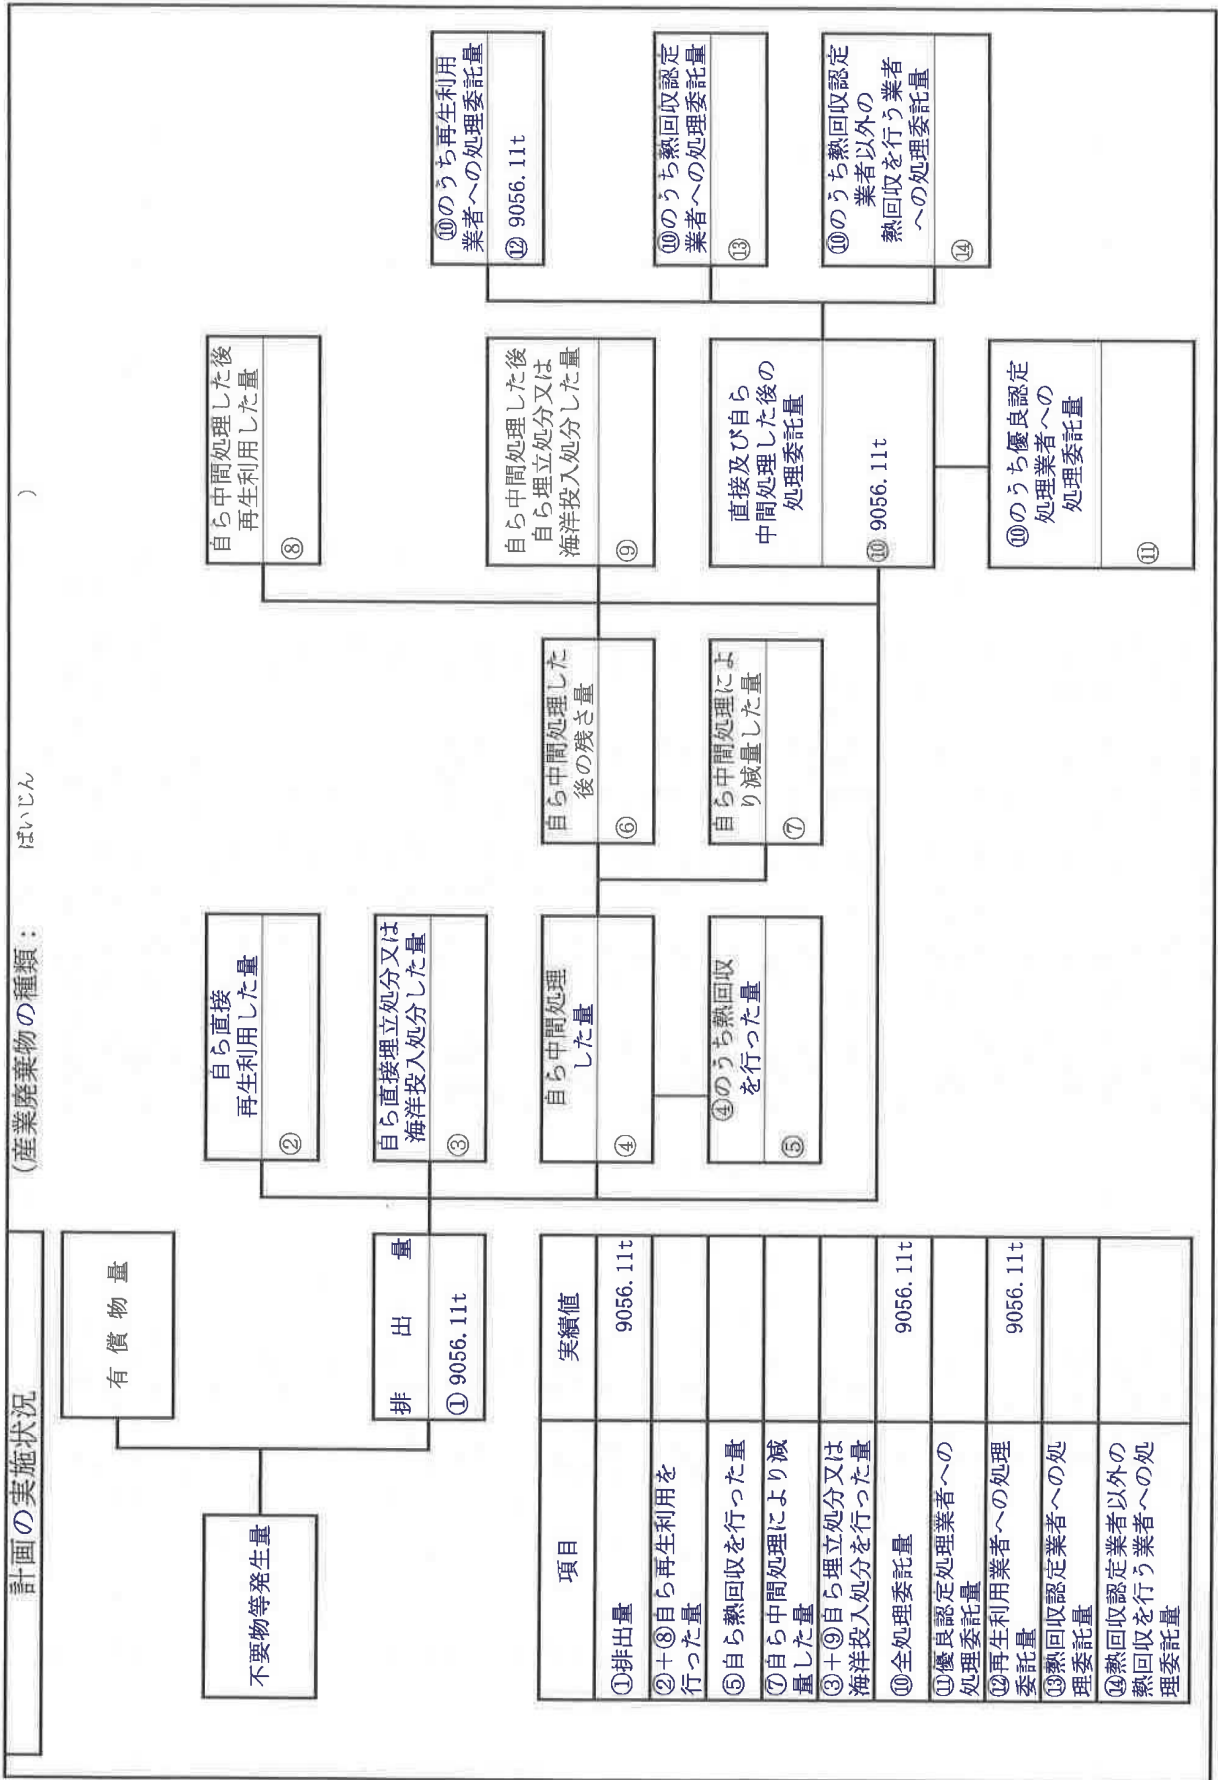 計画の実施状況
(産業廃棄物の種類: ばいじん )
不要物等発生量
有償物量
排出量
① 9056.11t
自ら直接
再生利用した量
②
自ら直接埋立処分又は
海洋投入処分した量
③
自ら中間処理
した量
④
④のうち熱回収
を行った量
⑤
自ら中間処理した
後の残さ量
⑥
自ら中間処理によ
り減量した量
⑦
自ら中間処理した後
再生利用した量
⑧
自ら中間処理した後
自ら埋立処分又は
海洋投入処分した量
⑨
直接及び自ら
中間処理した後の
処理委託量
⑩ 9056.11t
⑩のうち優良認定
処理業者への
処理委託量
⑪
⑩のうち再生利用
業者への処理委託量
⑫ 9056.11t
⑩のうち熱回収認定
業者への処理委託量
⑬
⑩のうち熱回収認定
業者以外の
熱回収を行う業者
への処理委託量
⑭
項目 実績値
①排出量 9056.11t
②+⑧自ら再生利用を
行った量
⑤自ら熱回収を行った量
⑦自ら中間処理により減
量した量
③+⑨自ら埋立処分又は
海洋投入処分を行った量
⑩全処理委託量 9056.11t
⑪優良認定処理業者への
処理委託量
⑫再生利用業者への処理
委託量 9056.11t
⑬熱回収認定業者への処
理委託量
⑭熱回収認定業者以外の
熱回収を行う業者への処
理委託量